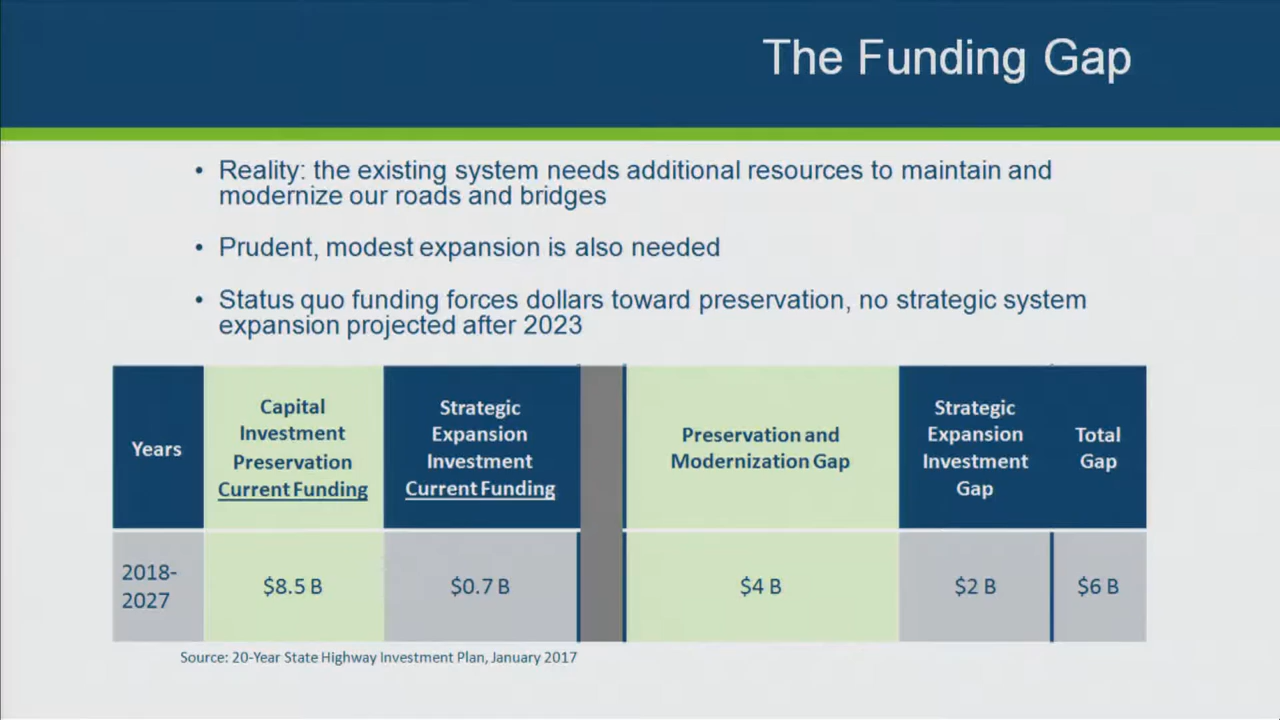 The Funding Gap
• Reality: the existing system needs additional resources to maintain and
modernize our roads and bridges
• Prudent, modest expansion is also needed
• Status quo funding forces dollars toward preservation, no strategic system
expansion projected after 2023
Years
Capital
Investment
Preservation
Current Funding
Strategic
Expansion
Investment
Current Funding
Preservation and
Modernization Gap
Strategic
Expansion
Investment
Gap
Total
Gap
2018-
2027
$8.5 B
$0.7 B
$4 B
$2 B
$6 B
Source: 20-Year State Highway Investment Plan, January 2017